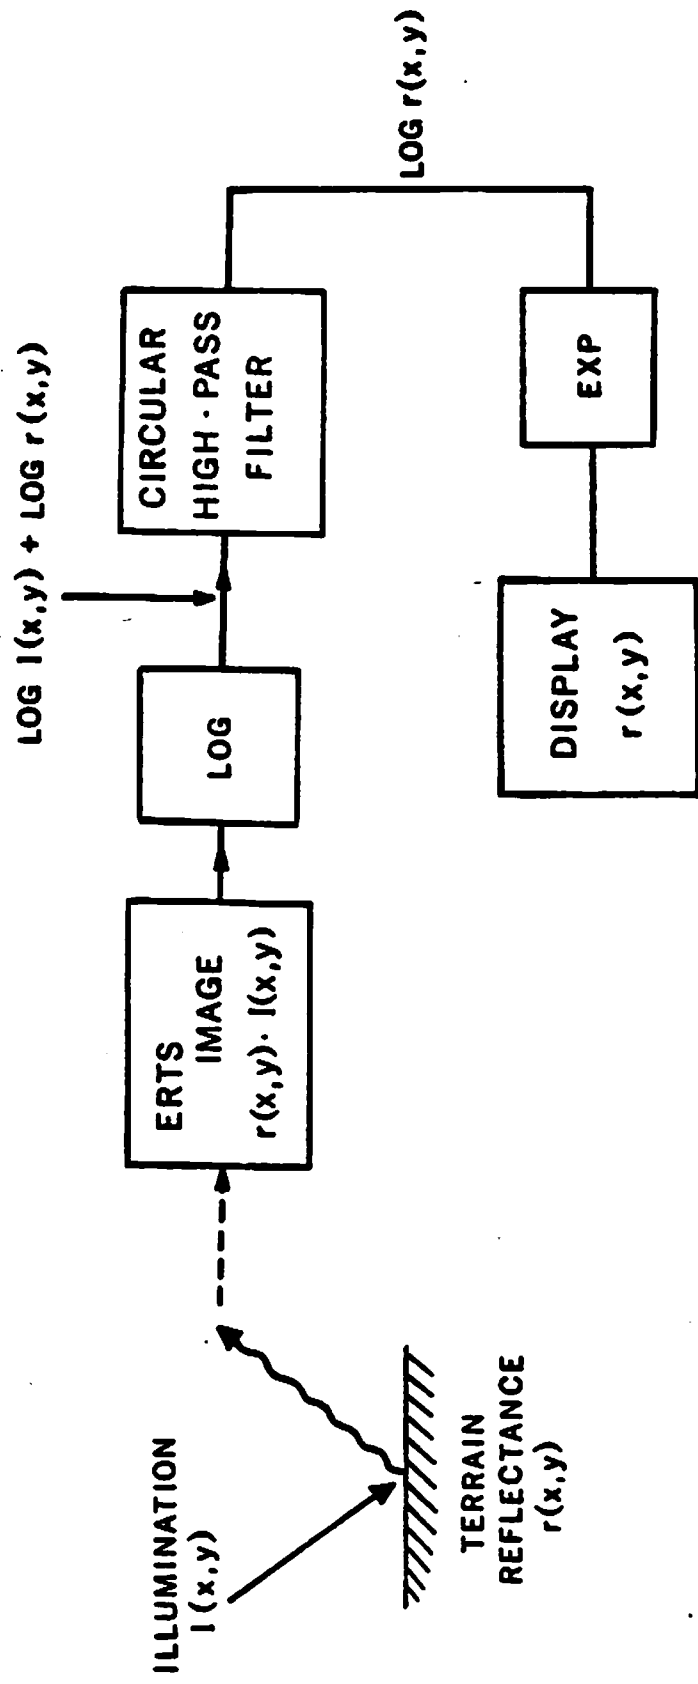 ILLUMINATION
I(x,y)
TERRAIN
REFLECTANCE
r(x,y)
ERTS
IMAGE
r(x,y)· I(x,y)
LOG
LOG I(x,y) + LOG r(x,y)
CIRCULAR
HIGH-PASS
FILTER
LOG r(x,y)
EXP
DISPLAY
r(x,y)